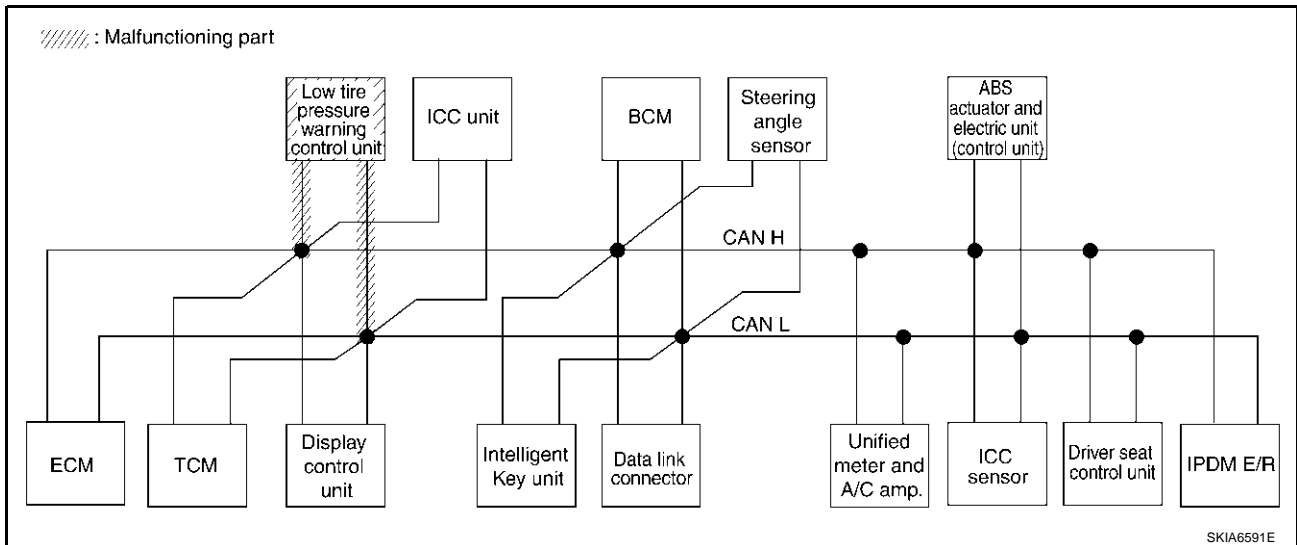 : Malfunctioning part
Low tire
pressure
warning
control unit
ICC unit
BCM
Steering
angle
sensor
ABS
actuator and
electric unit
(control unit)
CAN H
CAN L
ECM
TCM
Display
control
unit
Intelligent
Key unit
Data link
connector
Unified
meter and
A/C amp.
ICC
sensor
Driver seat
control unit
IPDM E/R
SKIA6591E